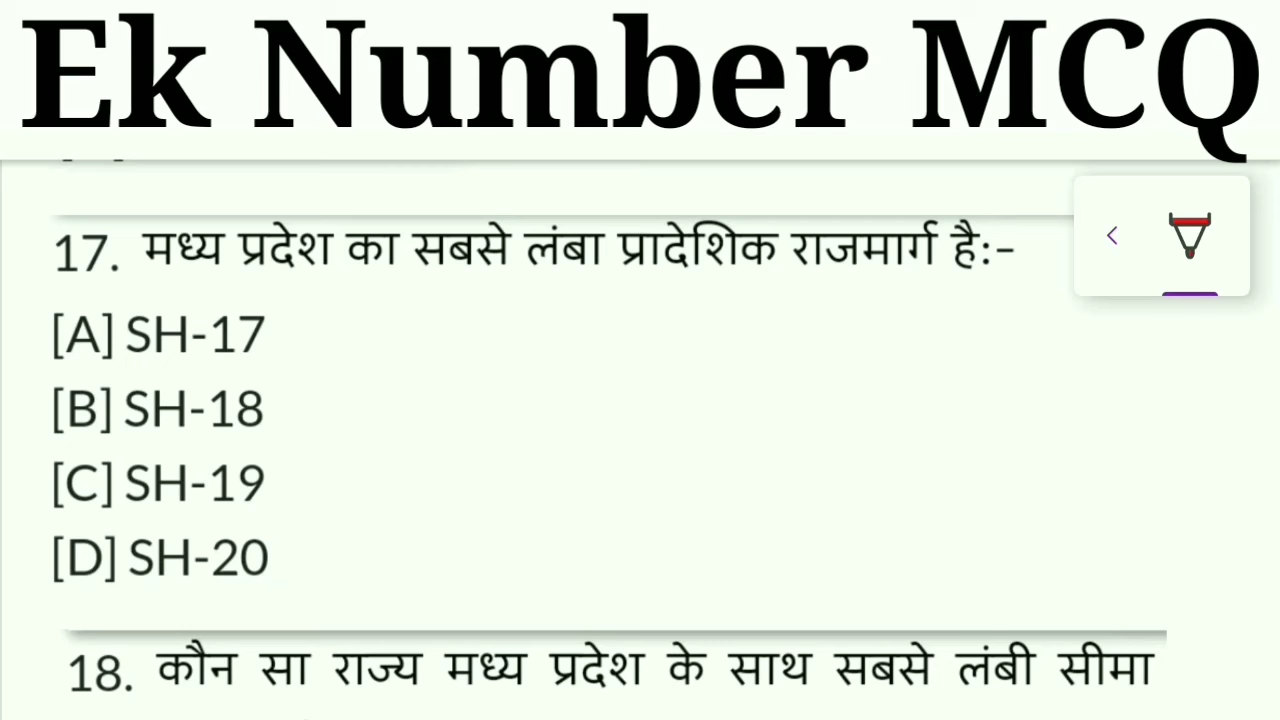 Ek Number MCQ
17. मध्य प्रदेश का सबसे लंबा प्रादेशिक राजमार्ग है:-
[A] SH-17
[B] SH-18
[C] SH-19
[D] SH-20
18. कौन सा राज्य मध्य प्रदेश के साथ सबसे लंबी सीमा